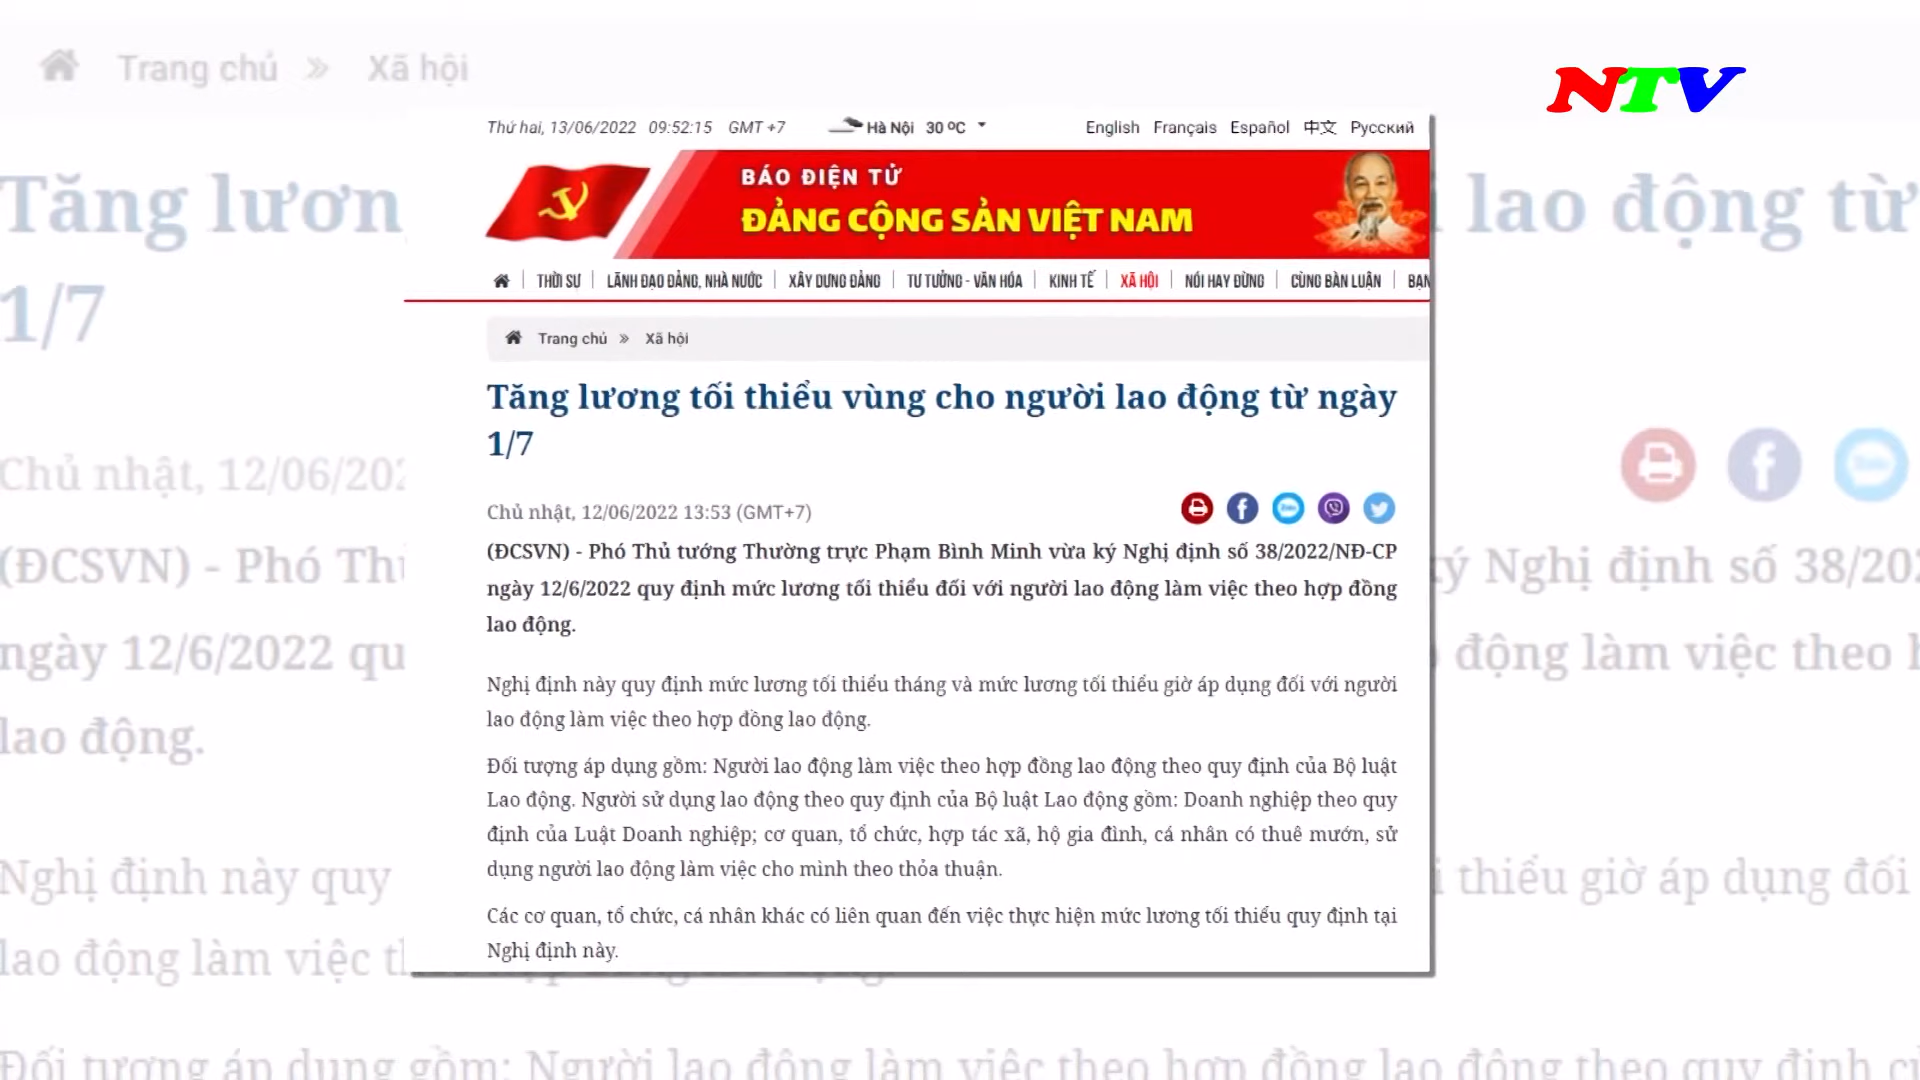 Trang chủ » Xã hội
NTV
Thứ hai, 13/06/2022 09:52:15 GMT +7 Hà Nội 30 ºC English Français Español 中文 Русский
BÁO ĐIỆN TỬ
ĐẢNG CỘNG SẢN VIỆT NAM
THỜI SỰ LÃNH ĐẠO ĐẢNG, NHÀ NƯỚC XÂY DỰNG ĐẢNG TƯ TƯỞNG - VĂN HÓA KINH TẾ XÃ HỘI NÓI HAY ĐỪNG CÙNG BÀN LUẬN BẠN
Trang chủ » Xã hội
Tăng lương tối thiểu vùng cho người lao động từ ngày
1/7
Chủ nhật, 12/06/2022 13:53 (GMT+7)
(ĐCSVN) - Phó Thủ tướng Thường trực Phạm Bình Minh vừa ký Nghị định số 38/2022/NĐ-CP
ngày 12/6/2022 quy định mức lương tối thiểu đối với người lao động làm việc theo hợp đồng
lao động.
Nghị định này quy định mức lương tối thiểu tháng và mức lương tối thiểu giờ áp dụng đối với người
lao động làm việc theo hợp đồng lao động.
Đối tượng áp dụng gồm: Người lao động làm việc theo hợp đồng lao động theo quy định của Bộ luật
Lao động. Người sử dụng lao động theo quy định của Bộ luật Lao động gồm: Doanh nghiệp theo quy
định của Luật Doanh nghiệp; cơ quan, tổ chức, hợp tác xã, hộ gia đình, cá nhân có thuê mướn, sử
dụng người lao động làm việc cho mình theo thỏa thuận.
Các cơ quan, tổ chức, cá nhân khác có liên quan đến việc thực hiện mức lương tối thiểu quy định tại
Nghị định này.